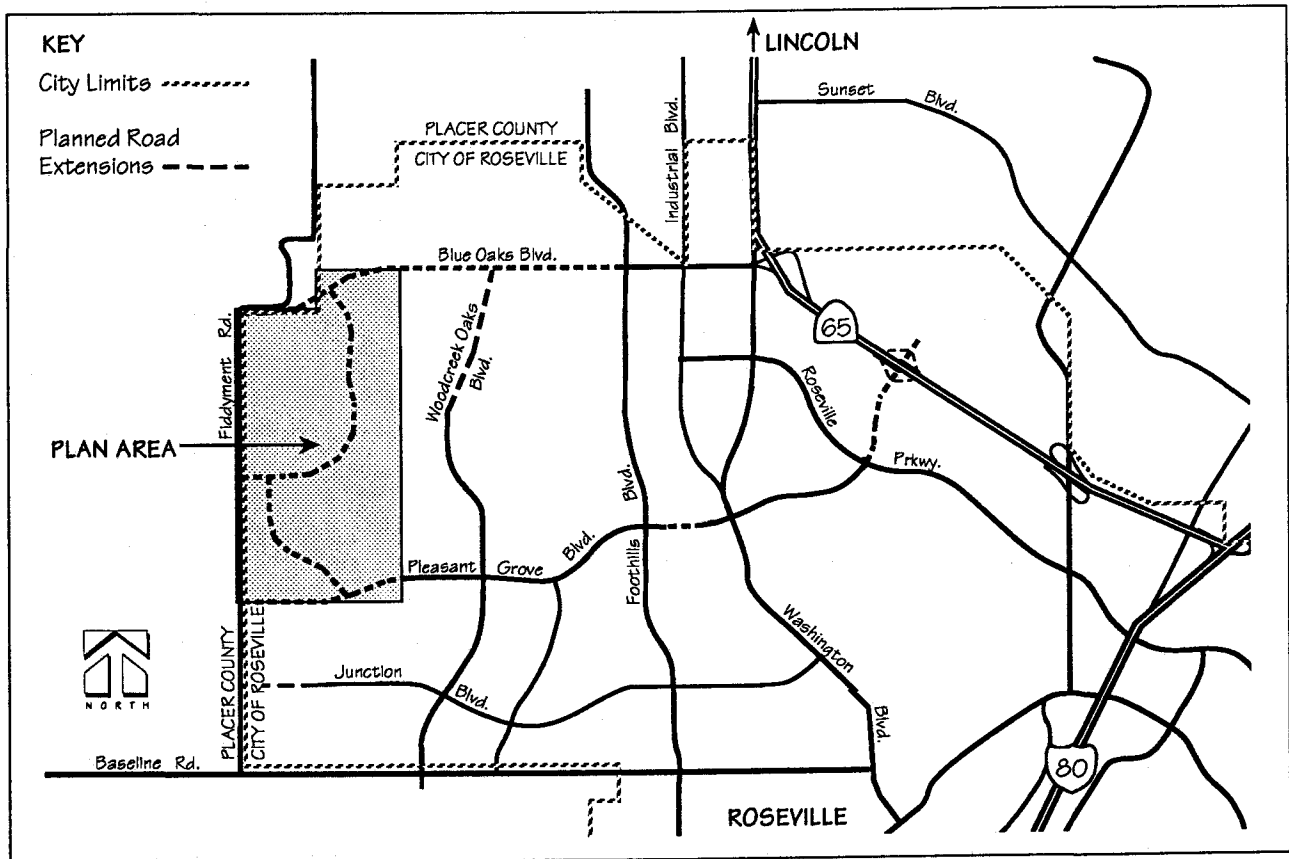 KEY
City Limits
Planned Road
Extensions
LINCOLN
Sunset Blvd.
PLACER COUNTY
CITY OF ROSEVILLE
Industrial Blvd.
Blue Oaks Blvd.
65
Fiddyment Rd.
Woodcreek Oaks
Blvd.
Roseville
Prkwy.
PLAN AREA
Foothills Blvd.
Pleasant Grove Blvd.
Washington
Blvd.
PLACER COUNTY
CITY OF ROSEVILLE
NORTH
Junction
Blvd.
Baseline Rd.
80
ROSEVILLE